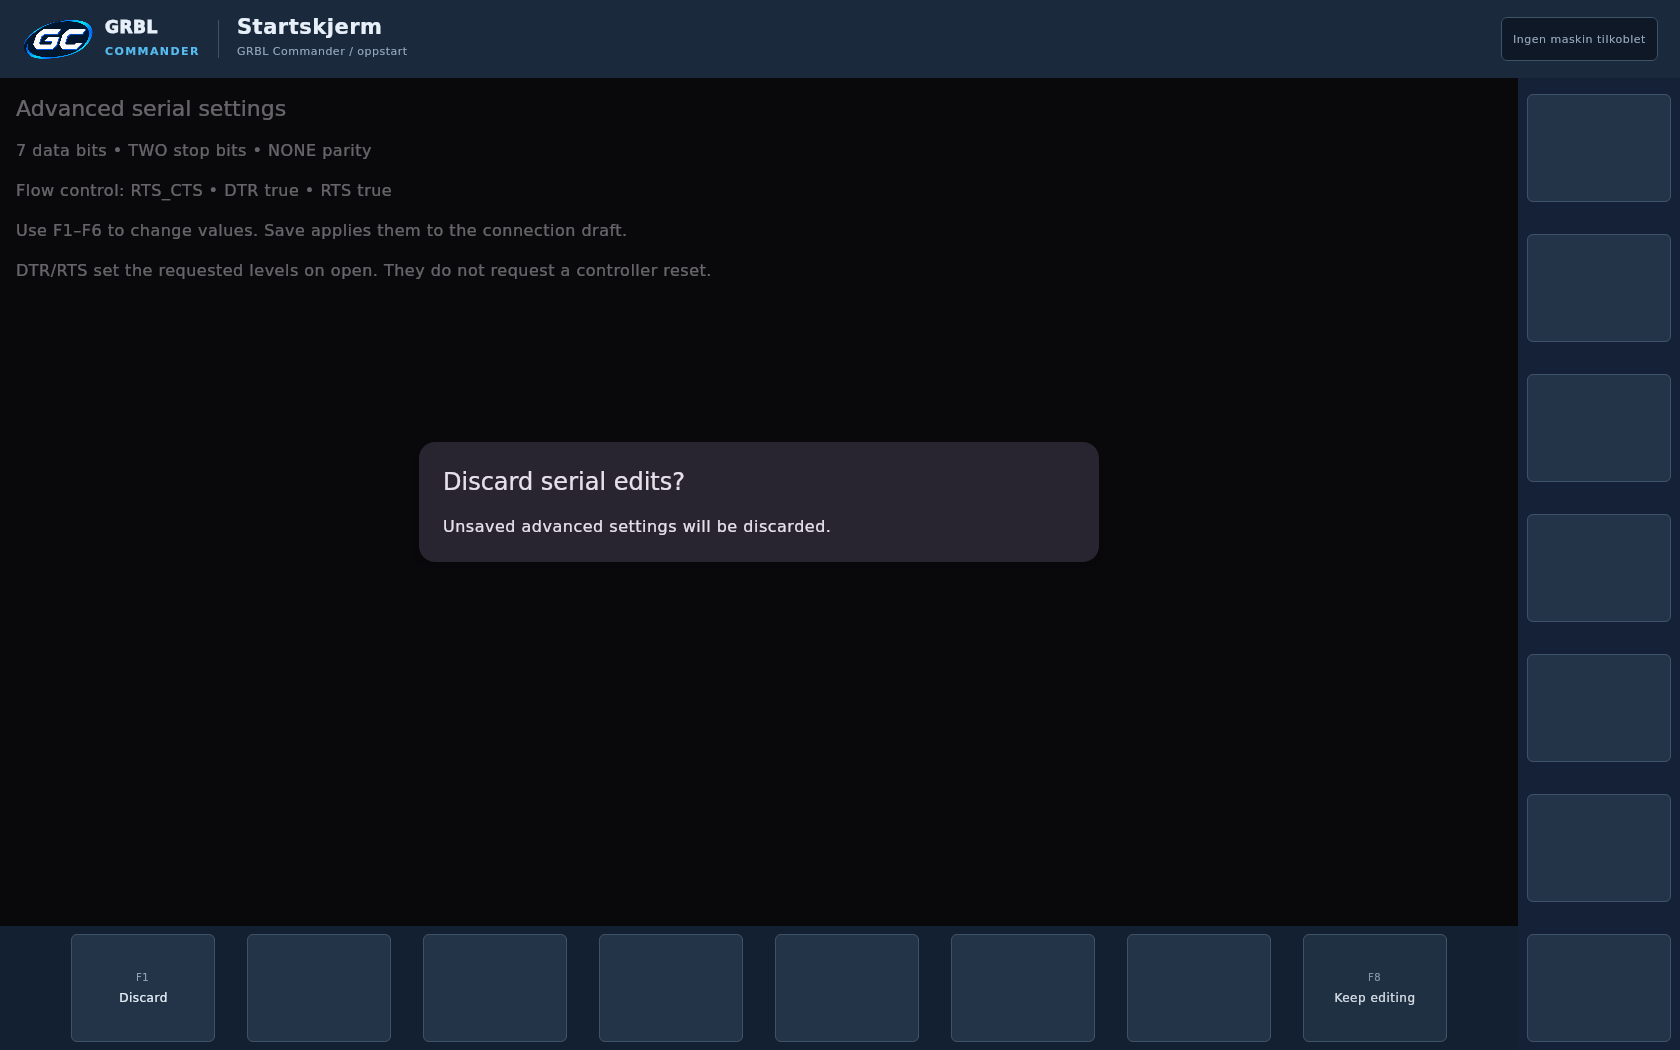 GC
GRBL
COMMANDER
Startskjerm
GRBL Commander / oppstart
Ingen maskin tilkoblet
Advanced serial settings
7 data bits • TWO stop bits • NONE parity
Flow control: RTS_CTS • DTR true • RTS true
Use F1–F6 to change values. Save applies them to the connection draft.
DTR/RTS set the requested levels on open. They do not request a controller reset.
Discard serial edits?
Unsaved advanced settings will be discarded.
F1
Discard
F8
Keep editing